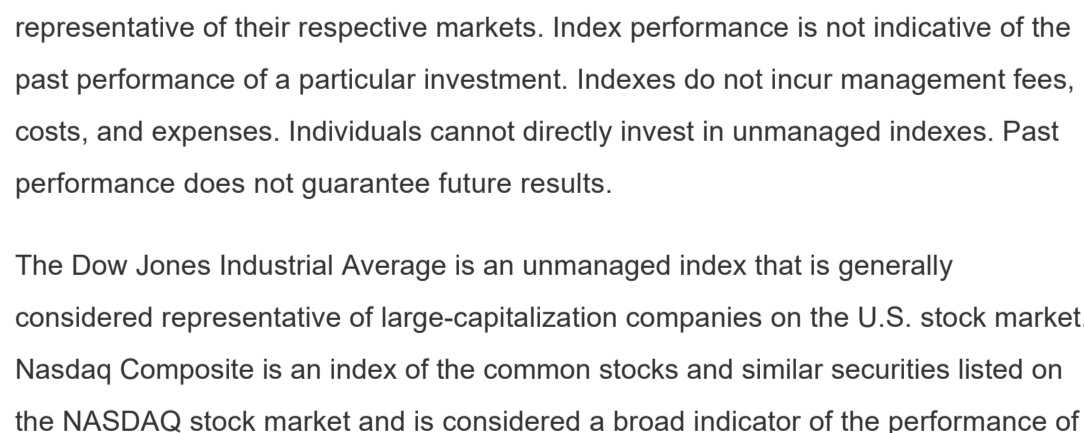 representative of their respective markets. Index performance is not indicative of the
past performance of a particular investment. Indexes do not incur management fees,
costs, and expenses. Individuals cannot directly invest in unmanaged indexes. Past
performance does not guarantee future results.
The Dow Jones Industrial Average is an unmanaged index that is generally
considered representative of large-capitalization companies on the U.S. stock market.
Nasdaq Composite is an index of the common stocks and similar securities listed on
the NASDAQ stock market and is considered a broad indicator of the performance of